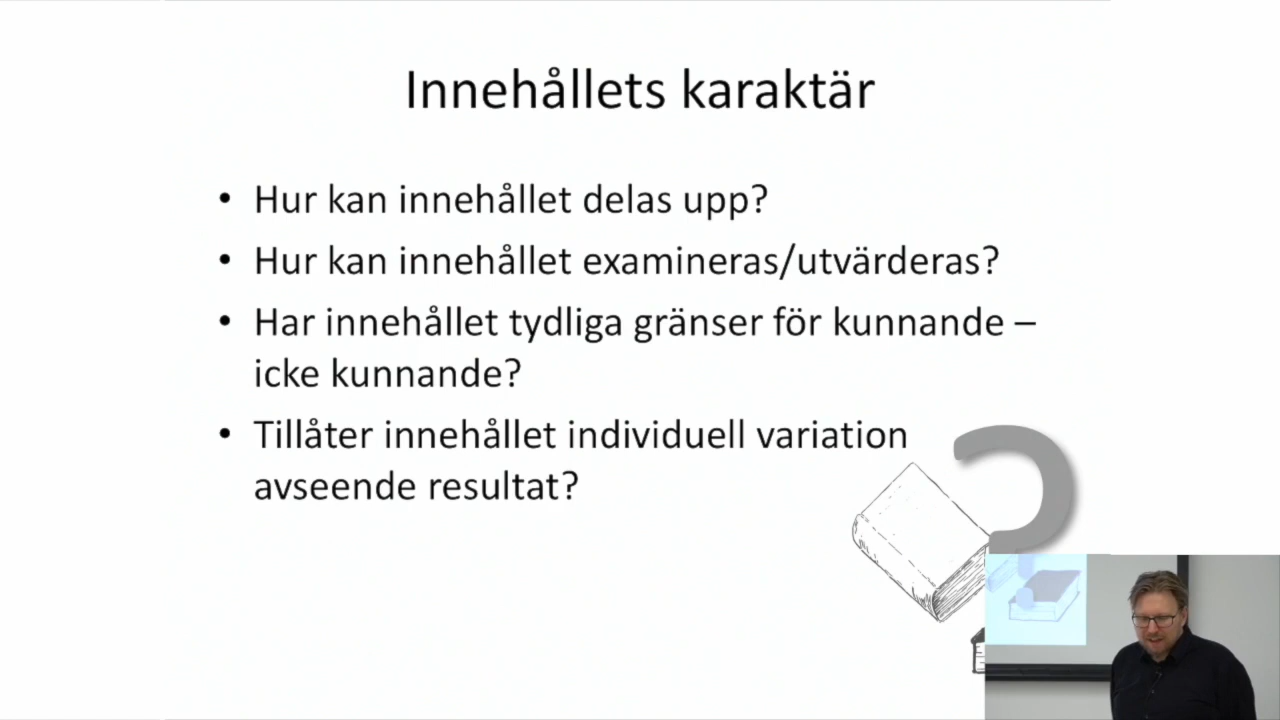 Innehållets karaktär
• Hur kan innehållet delas upp?
• Hur kan innehållet examineras/utvärderas?
• Har innehållet tydliga gränser för kunnande –
icke kunnande?
• Tillåter innehållet individuell variation
avseende resultat?
?